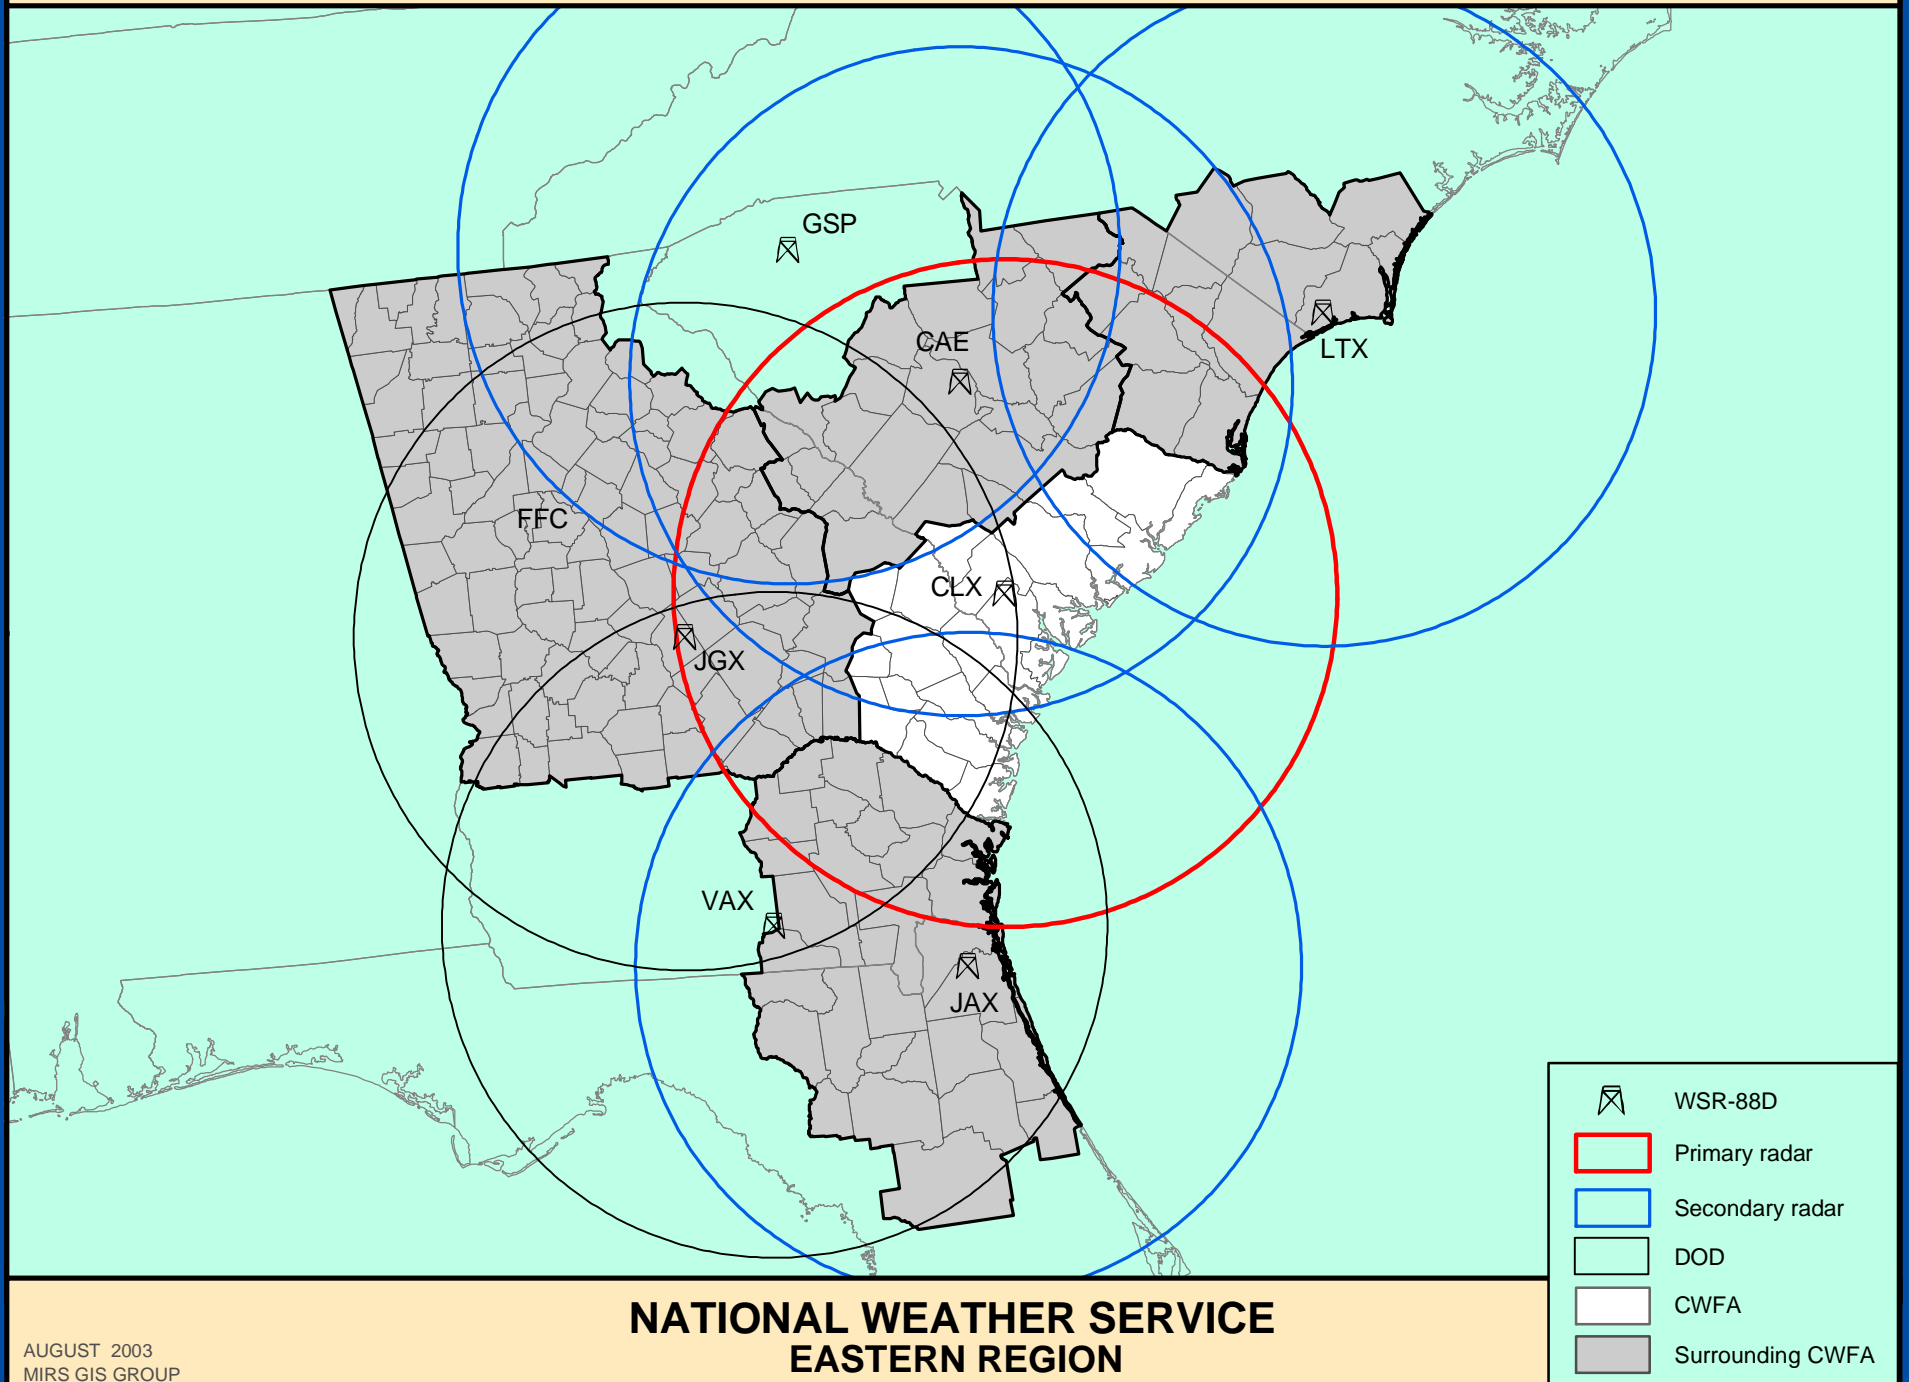 GSP
CAE
LTX
FFC
CLX
JGX
VAX
JAX
WSR-88D
Primary radar
Secondary radar
DOD
CWFA
Surrounding CWFA
NATIONAL WEATHER SERVICE
EASTERN REGION
AUGUST 2003
MIRS GIS GROUP